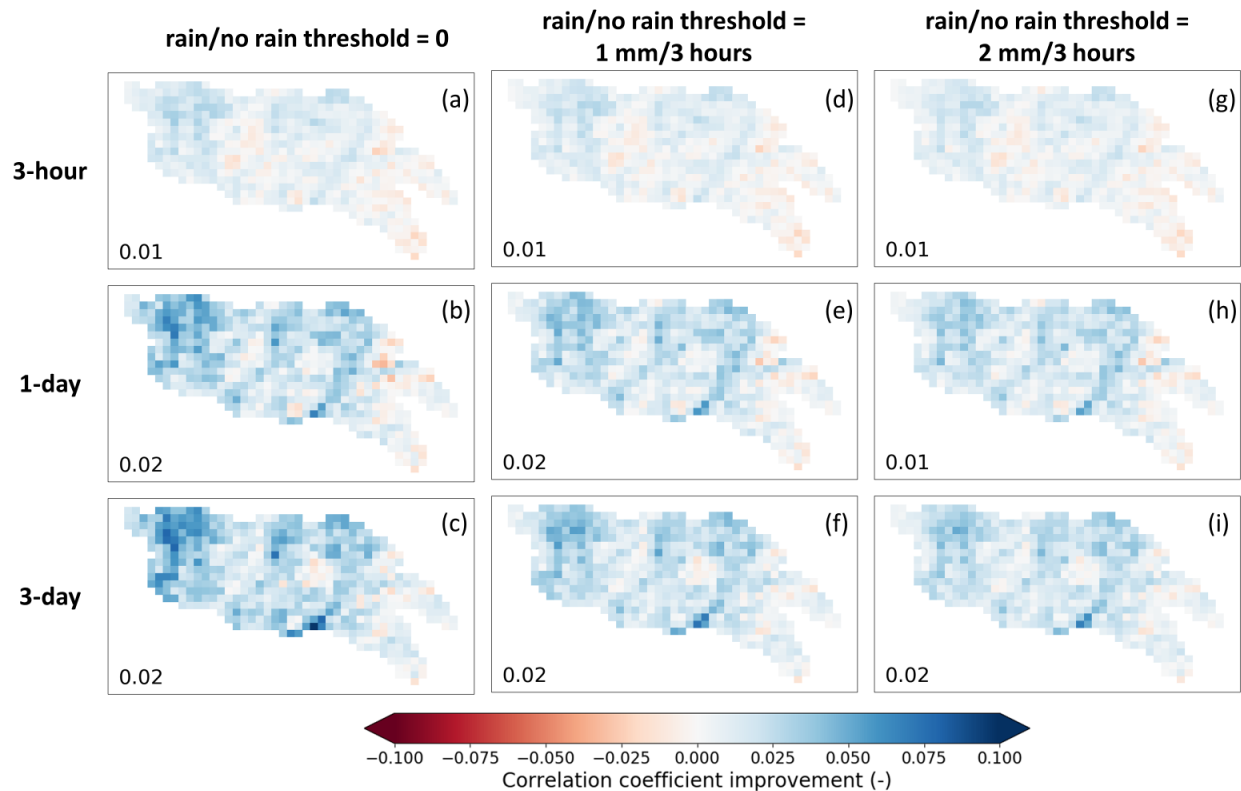 rain/no rain threshold = 0
rain/no rain threshold =
1 mm/3 hours
rain/no rain threshold =
2 mm/3 hours
3-hour
(a)
0.01
(d)
0.01
(g)
0.01
1-day
(b)
0.02
(e)
0.02
(h)
0.01
3-day
(c)
0.02
(f)
0.02
(i)
0.02
−0.100 −0.075 −0.050 −0.025 0.000 0.025 0.050 0.075 0.100
Correlation coefficient improvement (-)